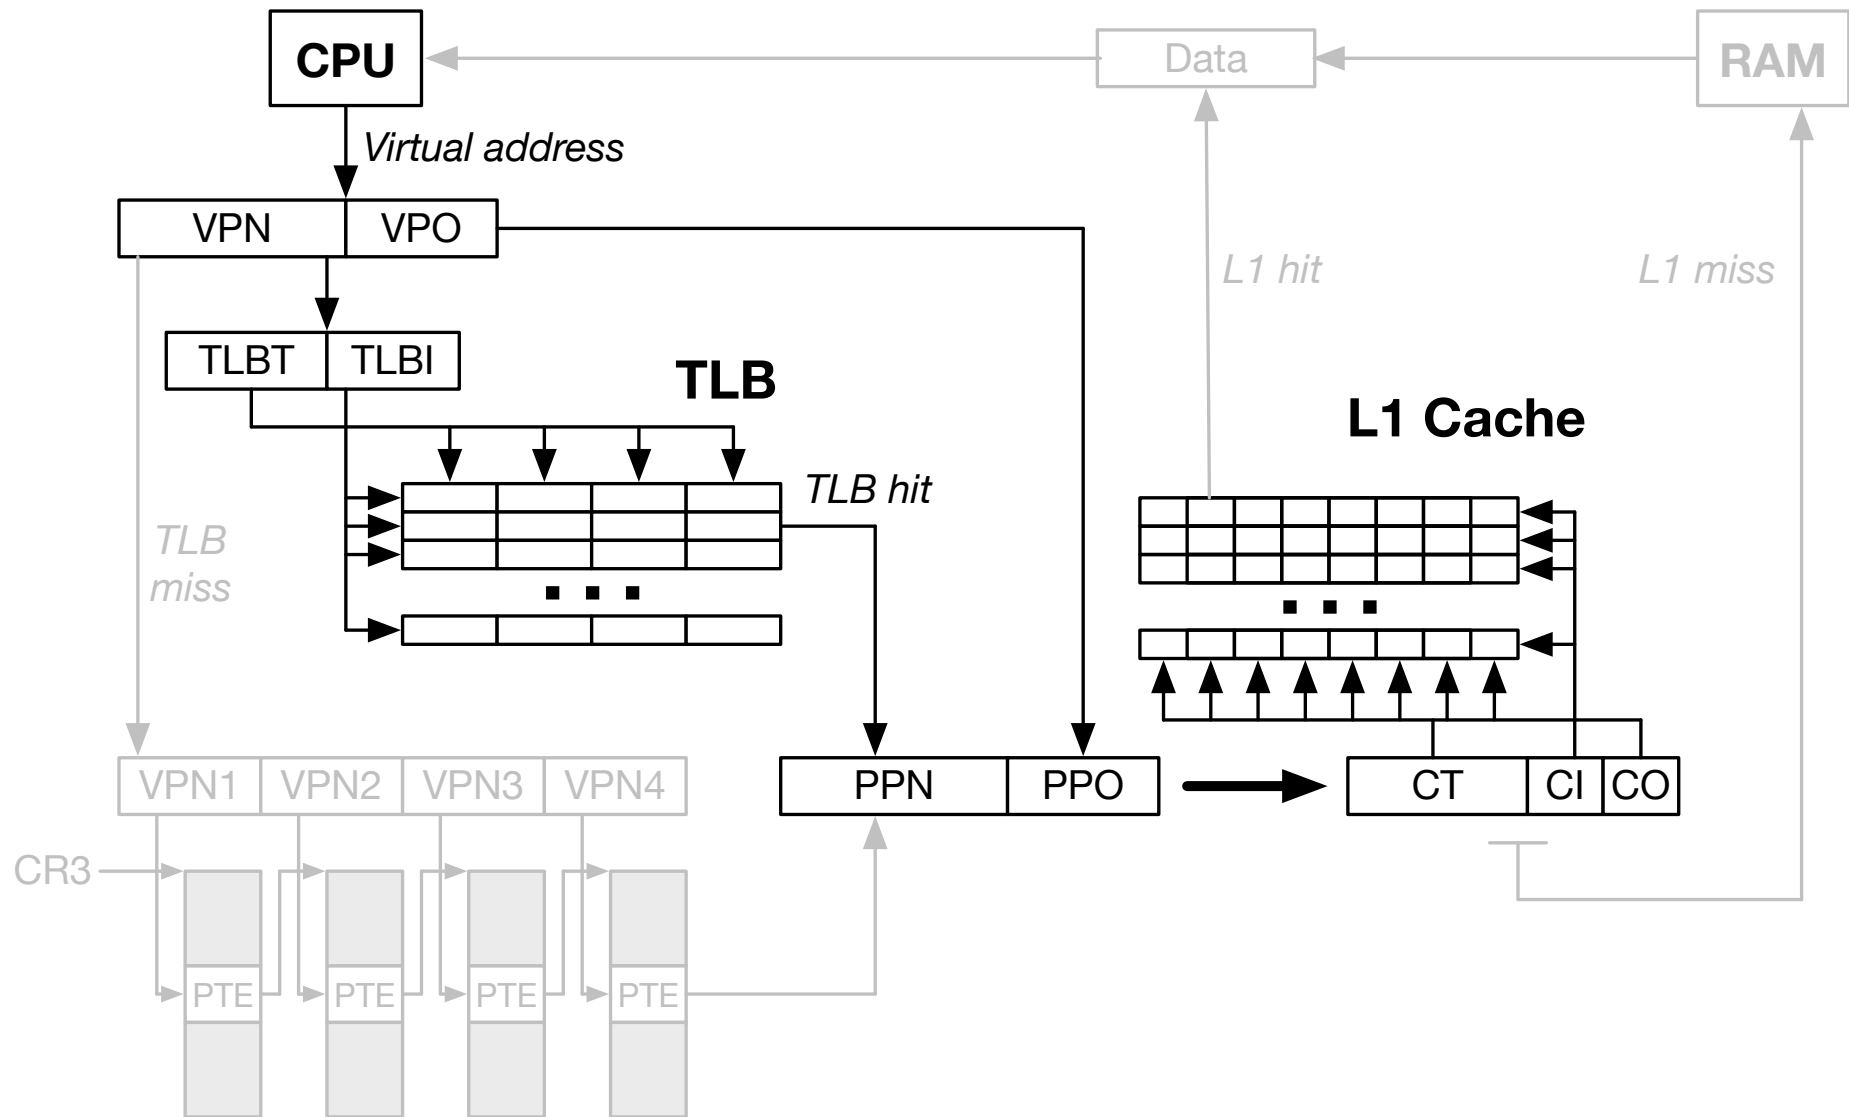 CPU
Data
RAM
Virtual address
VPN
VPO
L1 hit
L1 miss
TLBT
TLBI
TLB
L1 Cache
TLB hit
TLB
miss
. . .
. . .
VPN1
VPN2
VPN3
VPN4
PPN
PPO
CT
CI
CO
CR3
PTE
PTE
PTE
PTE